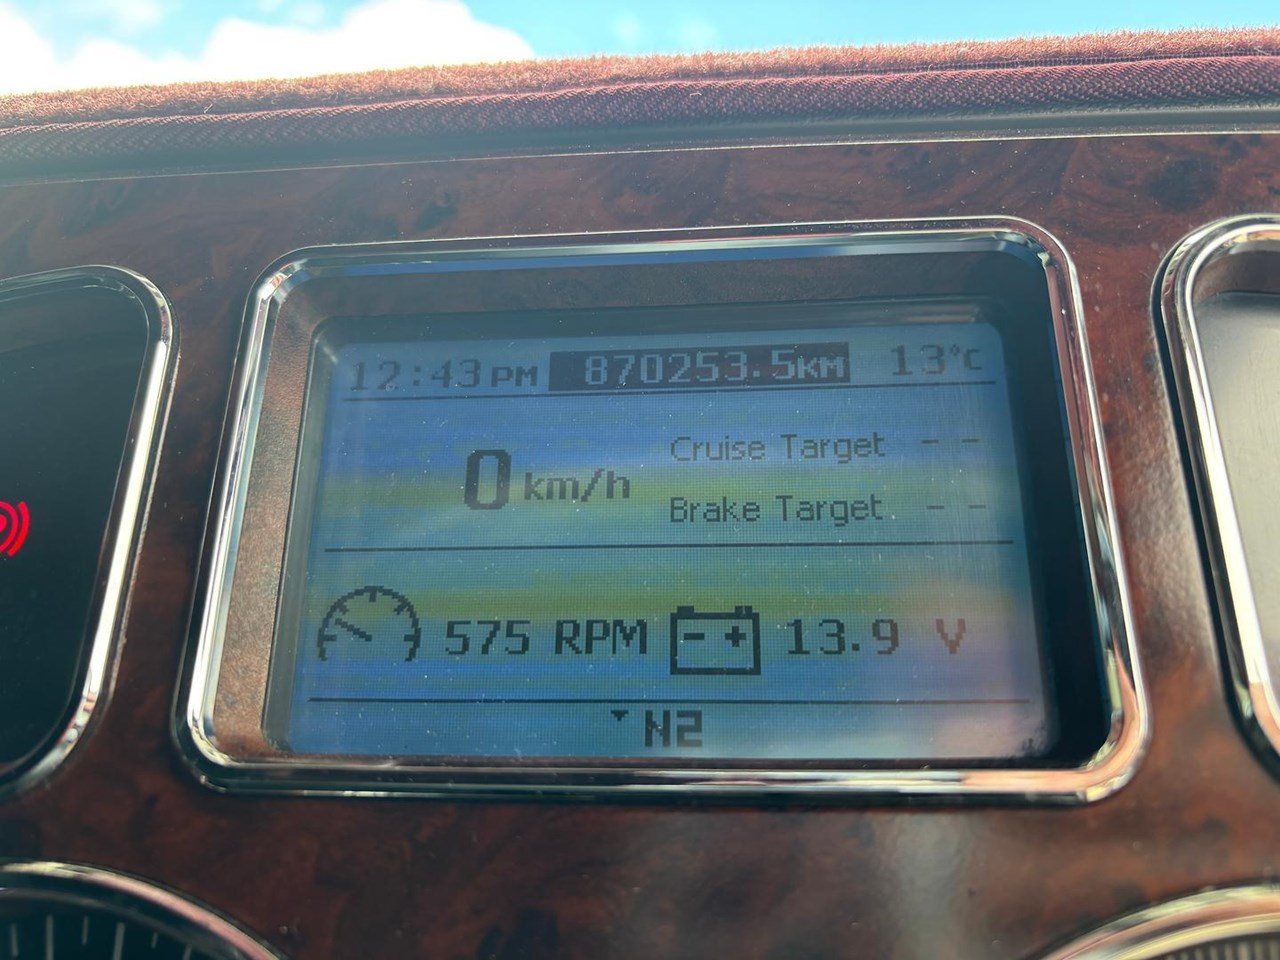 12:43 PM 870253.5KM 13°C
0 km/h
Cruise Target - -
Brake Target - -
575 RPM - + 13.9 V
N2